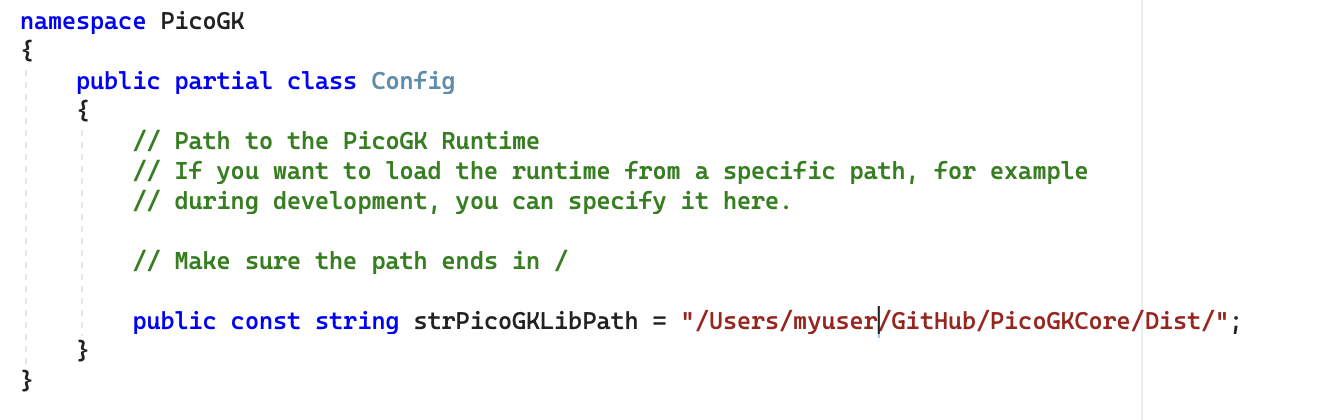 namespace PicoGK
{
    public partial class Config
    {
        // Path to the PicoGK Runtime
        // If you want to load the runtime from a specific path, for example
        // during development, you can specify it here.

        // Make sure the path ends in /

        public const string strPicoGKLibPath = "/Users/myuser/GitHub/PicoGKCore/Dist/";
    }
}